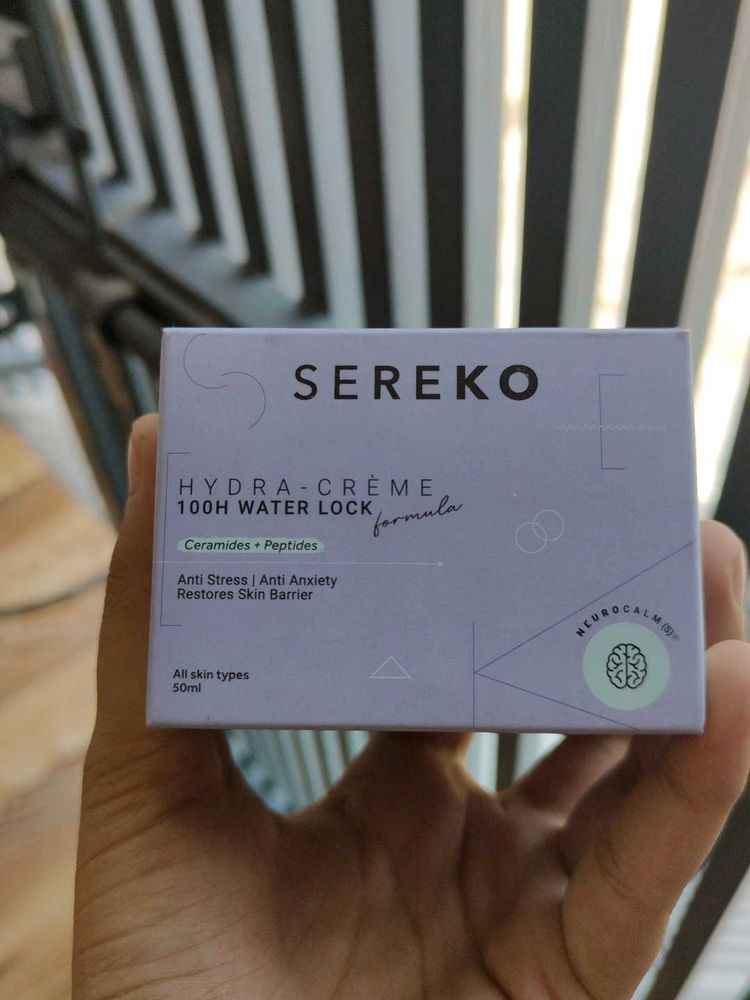 SEREKO
HYDRA-CRÈME
100H WATER LOCK
formula
Ceramides + Peptides
Anti Stress | Anti Anxiety
Restores Skin Barrier
All skin types
50ml
NEUROCALM (S)®